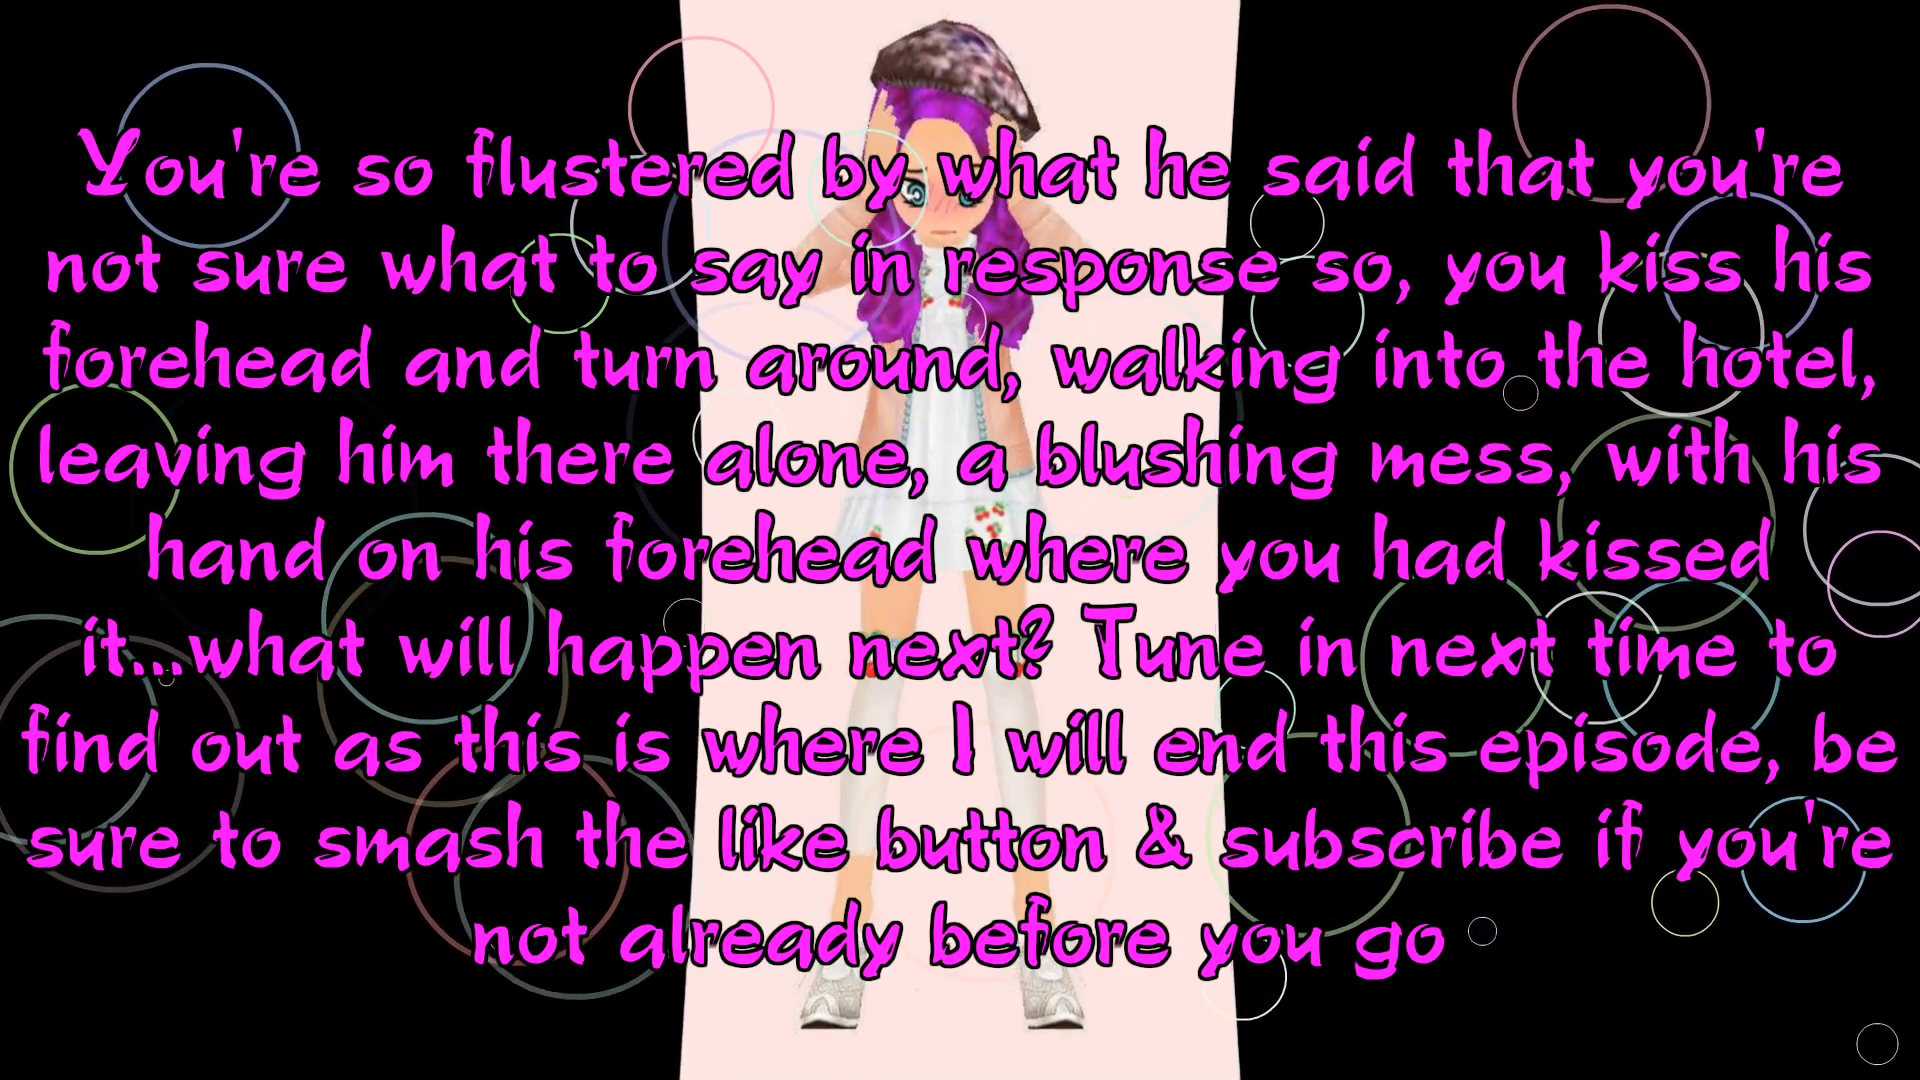 You're so flustered by what he said that you're
not sure what to say in response so, you kiss his
forehead and turn around, walking into the hotel,
leaving him there alone, a blushing mess, with his
hand on his forehead where you had kissed
it...what will happen next? Tune in next time to
find out as this is where I will end this episode, be
sure to smash the like button & subscribe if you're
not already before you go